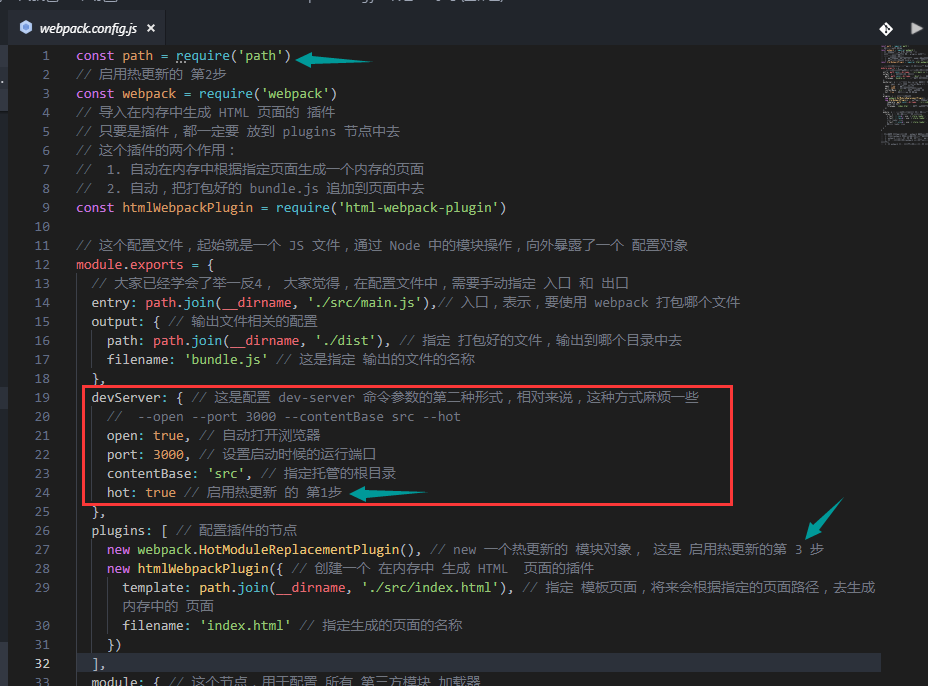 webpack.config.js ×
1 const path = require('path')
2 // 启用热更新的 第2步
3 const webpack = require('webpack')
4 // 导入在内存中生成 HTML 页面的 插件
5 // 只要是插件，都一定要 放到 plugins 节点中去
6 // 这个插件的两个作用：
7 //  1. 自动在内存中根据指定页面生成一个内存的页面
8 //  2. 自动，把打包好的 bundle.js 追加到页面中去
9 const htmlWebpackPlugin = require('html-webpack-plugin')
10
11 // 这个配置文件，起始就是一个 JS 文件，通过 Node 中的模块操作，向外暴露了一个 配置对象
12 module.exports = {
13   // 大家已经学会了举一反4， 大家觉得，在配置文件中，需要手动指定 入口 和 出口
14   entry: path.join(__dirname, './src/main.js'),// 入口，表示，要使用 webpack 打包哪个文件
15   output: { // 输出文件相关的配置
16     path: path.join(__dirname, './dist'), // 指定 打包好的文件，输出到哪个目录中去
17     filename: 'bundle.js' // 这是指定 输出的文件的名称
18   },
19   devServer: { // 这是配置 dev-server 命令参数的第二种形式，相对来说，这种方式麻烦一些
20     //  --open --port 3000 --contentBase src --hot
21     open: true, // 自动打开浏览器
22     port: 3000, // 设置启动时候的运行端口
23     contentBase: 'src', // 指定托管的根目录
24     hot: true // 启用热更新 的 第1步
25   },
26   plugins: [ // 配置插件的节点
27     new webpack.HotModuleReplacementPlugin(), // new 一个热更新的 模块对象， 这是 启用热更新的第 3 步
28     new htmlWebpackPlugin({ // 创建一个 在内存中 生成 HTML  页面的插件
29       template: path.join(__dirname, './src/index.html'), // 指定 模板页面，将来会根据指定的页面路径，去生成
内存中的 页面
30       filename: 'index.html' // 指定生成的页面的名称
31     })
32   ],
33   module: { // 这个节点，用于配置 所有 第三方模块 加载器